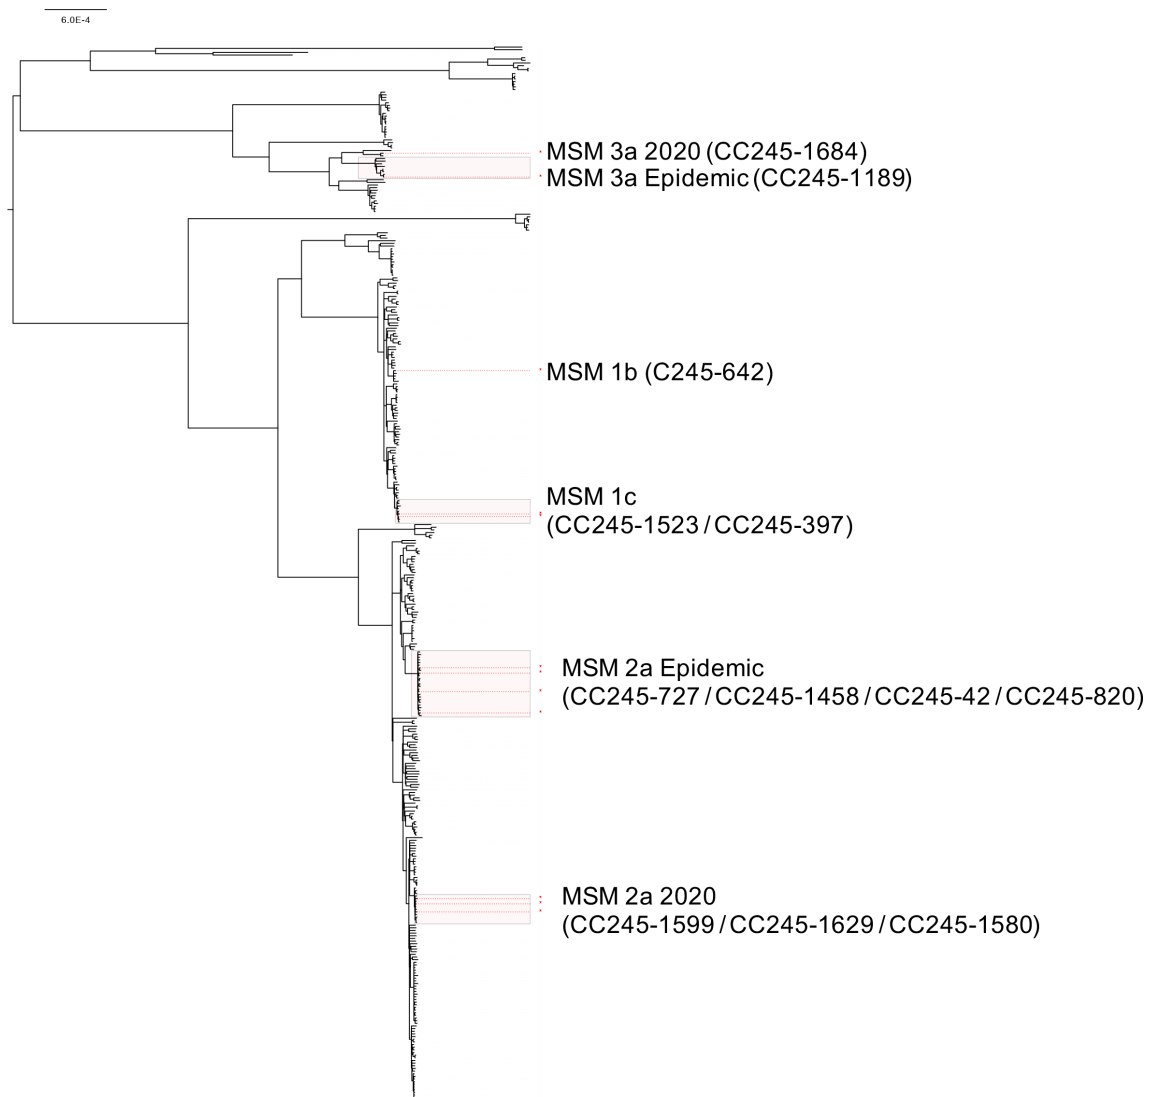 6.0E-4
MSM 3a 2020 (CC245-1684)
MSM 3a Epidemic (CC245-1189)
MSM 1b (C245-642)
MSM 1c
(CC245-1523 / CC245-397)
MSM 2a Epidemic
(CC245-727 / CC245-1458 / CC245-42 / CC245-820)
MSM 2a 2020
(CC245-1599 / CC245-1629 / CC245-1580)